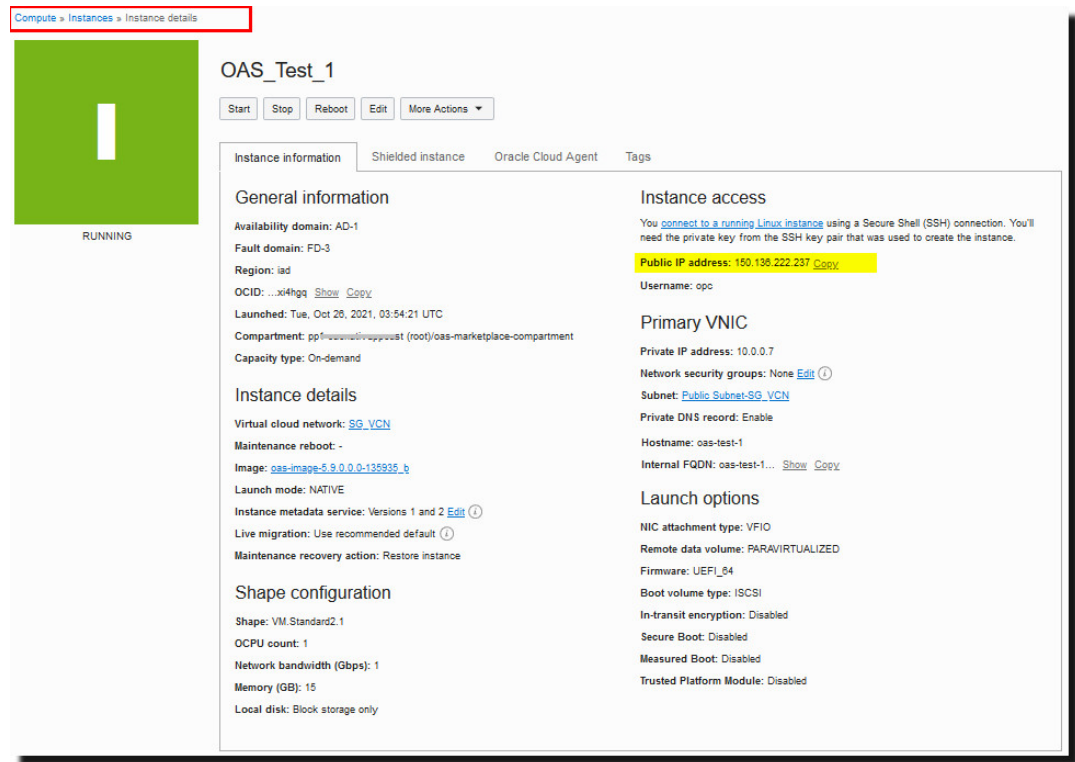 Compute » Instances » Instance details
RUNNING
OAS_Test_1
Start Stop Reboot Edit More Actions
Instance information Shielded instance Oracle Cloud Agent Tags
General information
Availability domain: AD-1
Fault domain: FD-3
Region: iad
OCID: ...xi4hgq Show Copy
Launched: Tue, Oct 26, 2021, 03:54:21 UTC
Compartment: (root)/oas-marketplace-compartment
Capacity type: On-demand
Instance details
Virtual cloud network: SG_VCN
Maintenance reboot: -
Image: oas-image-5.9.0.0.0-135935_b
Launch mode: NATIVE
Instance metadata service: Versions 1 and 2 Edit
Live migration: Use recommended default
Maintenance recovery action: Restore instance
Shape configuration
Shape: VM.Standard2.1
OCPU count: 1
Network bandwidth (Gbps): 1
Memory (GB): 15
Local disk: Block storage only
Instance access
You connect to a running Linux instance using a Secure Shell (SSH) connection. You'll
need the private key from the SSH key pair that was used to create the instance.
Public IP address: 150.136.222.237 Copy
Username: opc
Primary VNIC
Private IP address: 10.0.0.7
Network security groups: None Edit
Subnet: Public Subnet-SG_VCN
Private DNS record: Enable
Hostname: oas-test-1
Internal FQDN: oas-test-1... Show Copy
Launch options
NIC attachment type: VFIO
Remote data volume: PARAVIRTUALIZED
Firmware: UEFI_64
Boot volume type: ISCSI
In-transit encryption: Disabled
Secure Boot: Disabled
Measured Boot: Disabled
Trusted Platform Module: Disabled